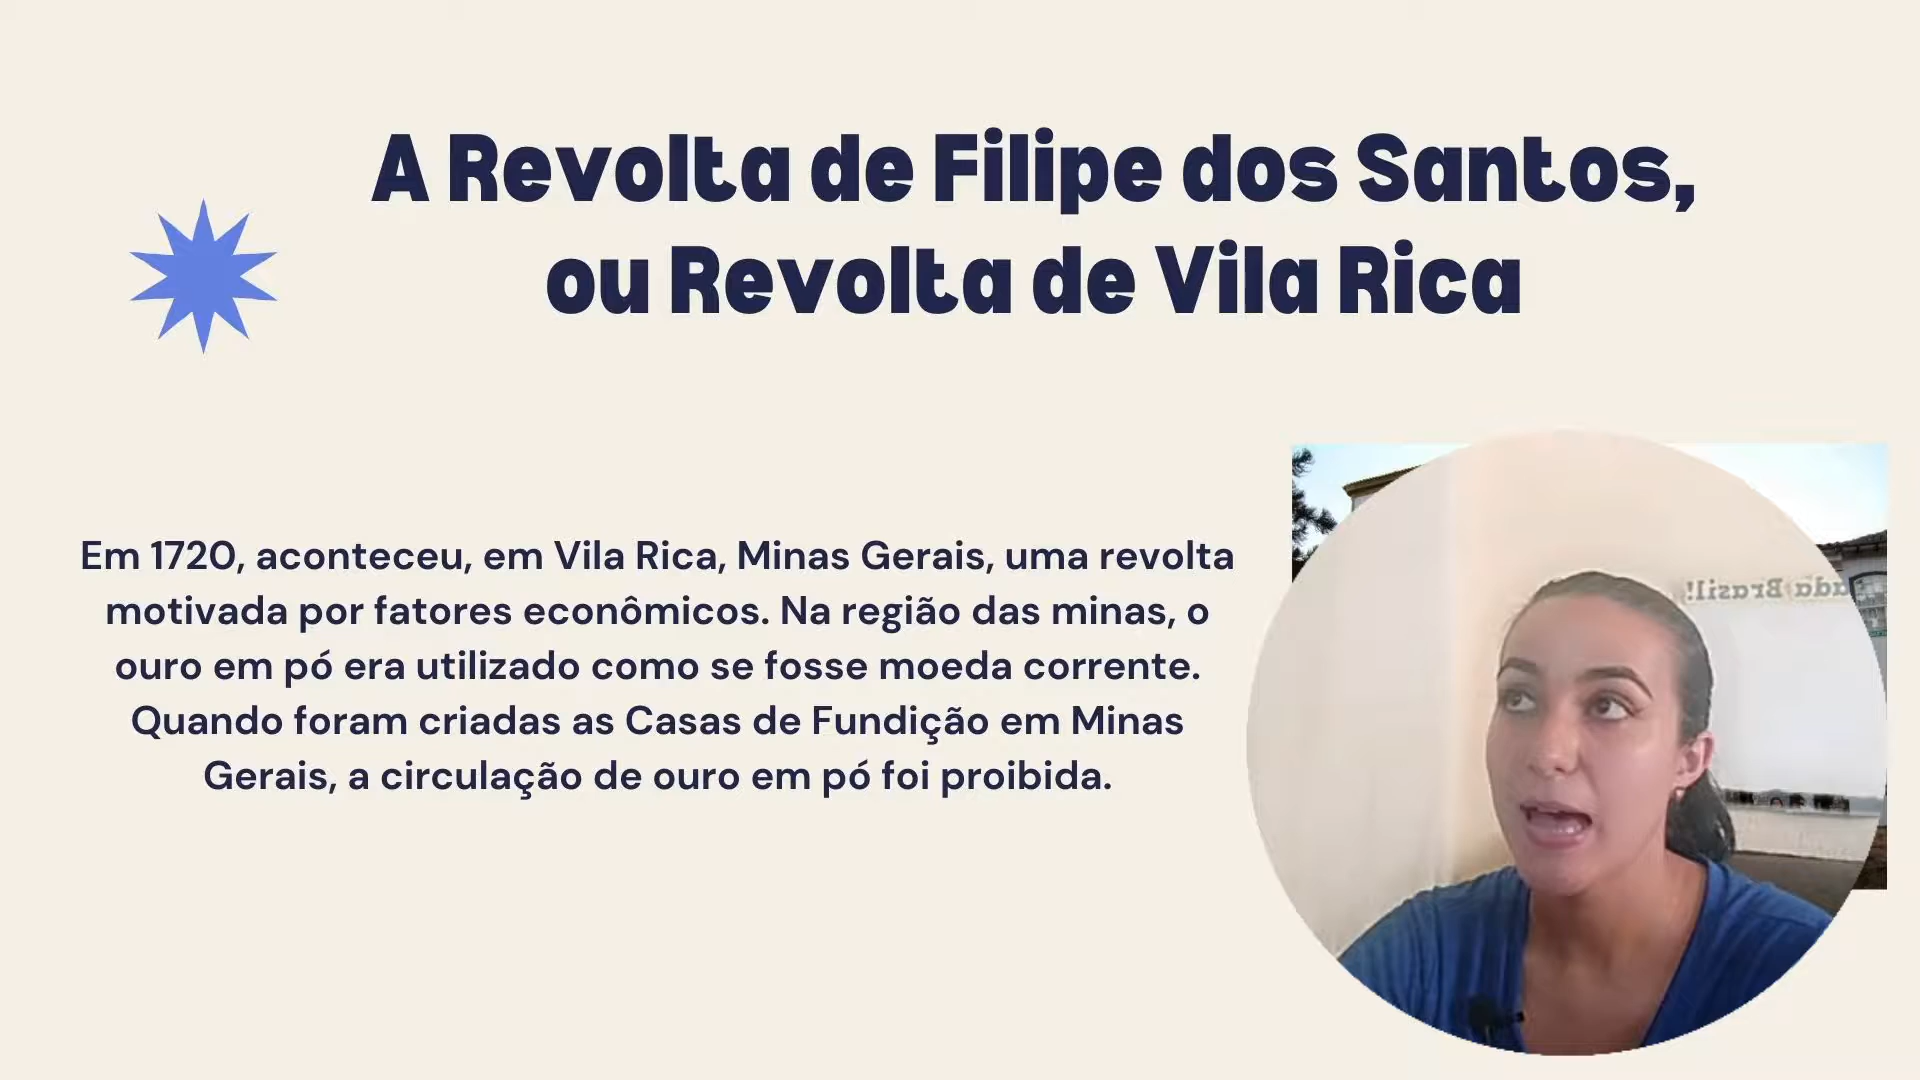 A Revolta de Filipe dos Santos,
ou Revolta de Vila Rica
Em 1720, aconteceu, em Vila Rica, Minas Gerais, uma revolta
motivada por fatores econômicos. Na região das minas, o
ouro em pó era utilizado como se fosse moeda corrente.
Quando foram criadas as Casas de Fundição em Minas
Gerais, a circulação de ouro em pó foi proibida.
Brasil!